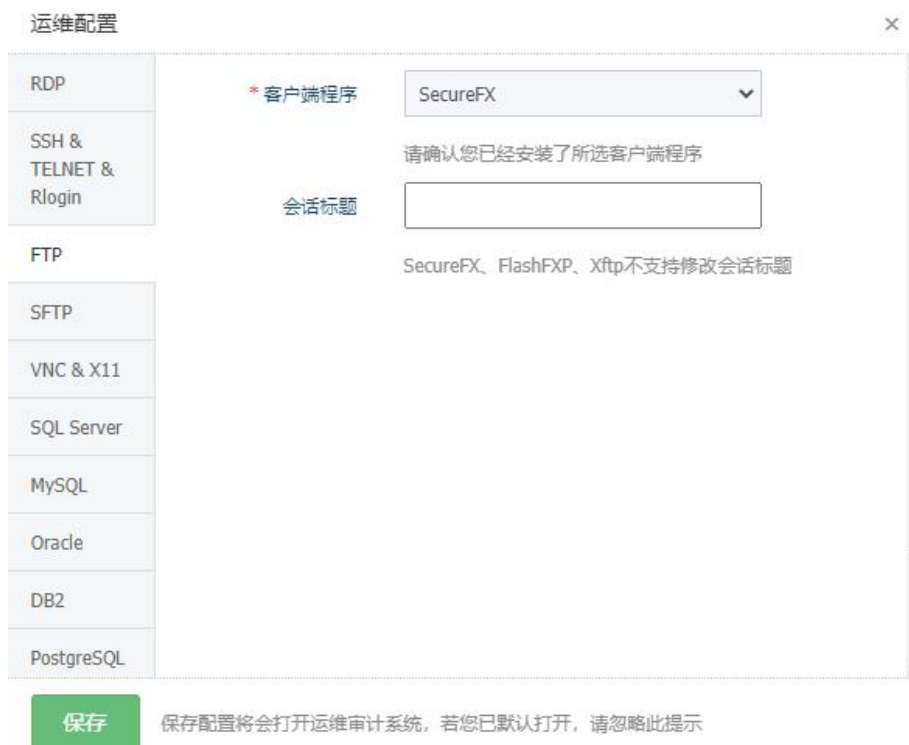 运维配置
×
RDP
* 客户端程序
SecureFX
SSH &
TELNET &
Rlogin
请确认您已经安装了所选客户端程序
会话标题
FTP
SecureFX、FlashFXP、Xftp不支持修改会话标题
SFTP
VNC & X11
SQL Server
MySQL
Oracle
DB2
PostgreSQL
保存
保存配置将会打开运维审计系统，若您已默认打开，请忽略此提示